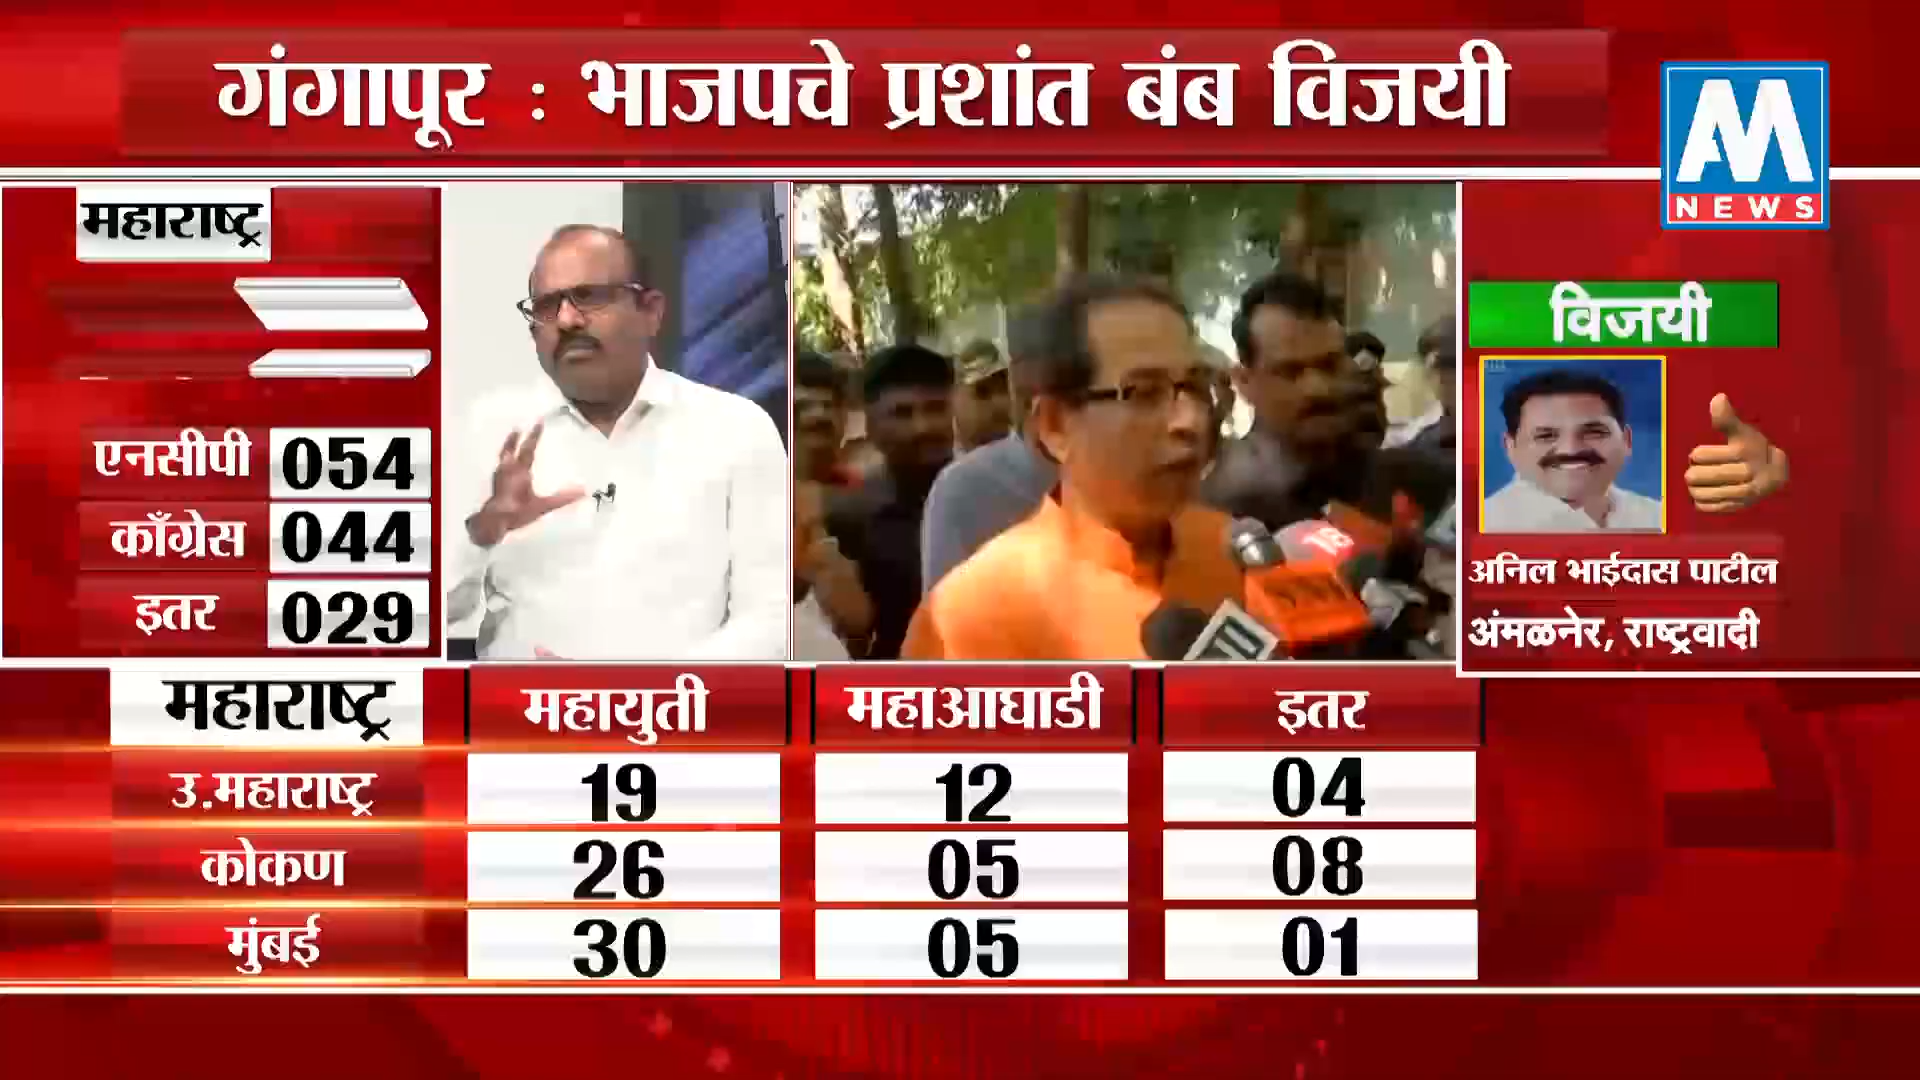 गंगापूर : भाजपचे प्रशांत बंब विजयी
NEWS
महाराष्ट्र
एनसीपी 054
काँग्रेस 044
इतर 029
विजयी
अनिल भाईदास पाटील
अंमळनेर, राष्ट्रवादी
महाराष्ट्र महायुती महाआघाडी इतर
उ.महाराष्ट्र 19 12 04
कोकण 26 05 08
मुंबई 30 05 01